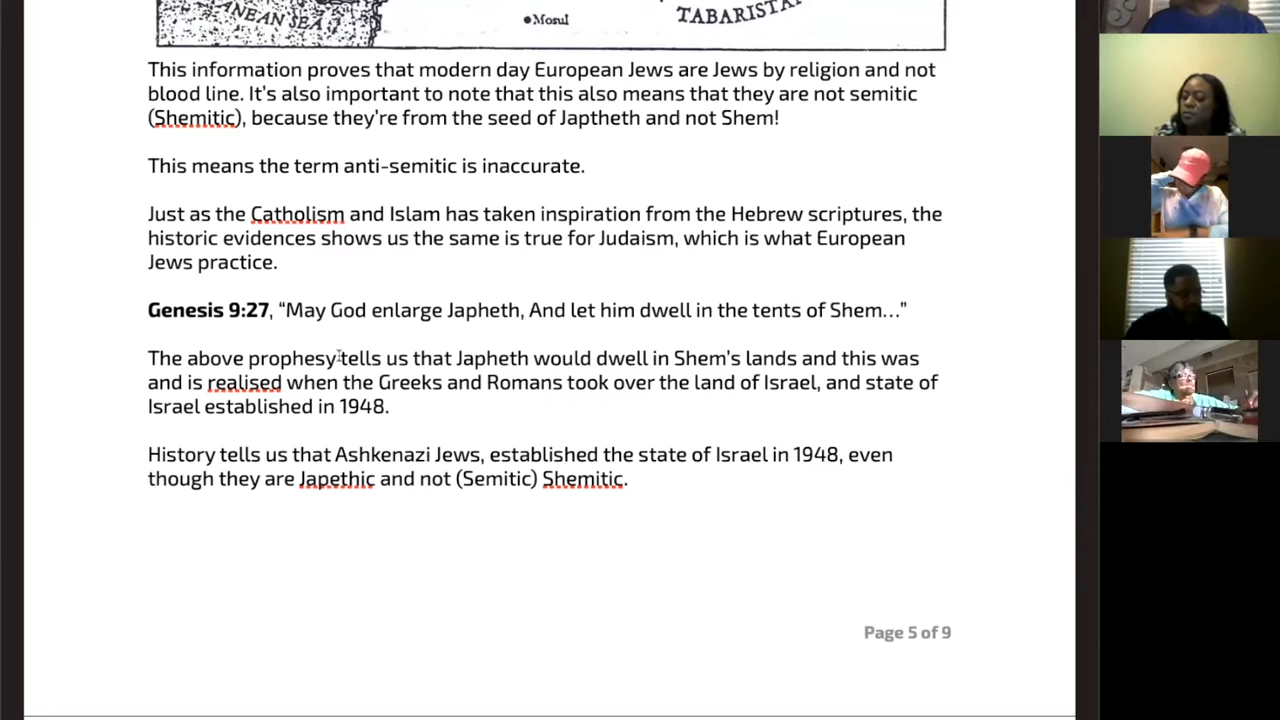 ANEAN SEA
Mosul
This information proves that modern day European Jews are Jews by religion and not
blood line. It's also important to note that this also means that they are not semitic
(Shemitic), because they're from the seed of Japtheth and not Shem!
This means the term anti-semitic is inaccurate.
Just as the Catholism and Islam has taken inspiration from the Hebrew scriptures, the
historic evidences shows us the same is true for Judaism, which is what European
Jews practice.
Genesis 9:27, “May God enlarge Japheth, And let him dwell in the tents of Shem...”
The above prophesy tells us that Japheth would dwell in Shem's lands and this was
and is realised when the Greeks and Romans took over the land of Israel, and state of
Israel established in 1948.
History tells us that Ashkenazi Jews, established the state of Israel in 1948, even
though they are Japethic and not (Semitic) Shemitic.
Page 5 of 9